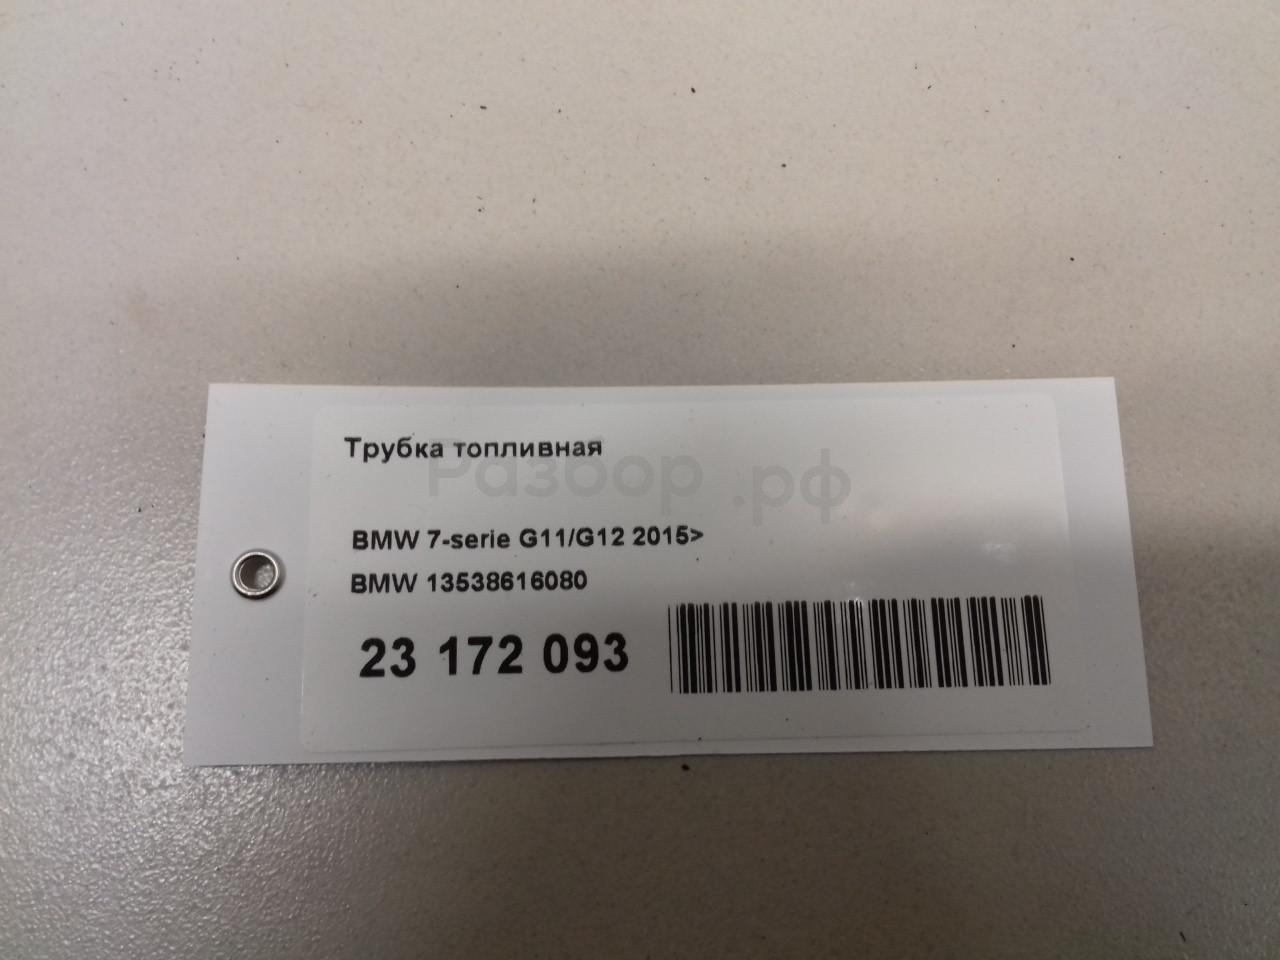 Трубка топливная
Разбор.рф
BMW 7-serie G11/G12 2015>
BMW 13538616080
23 172 093